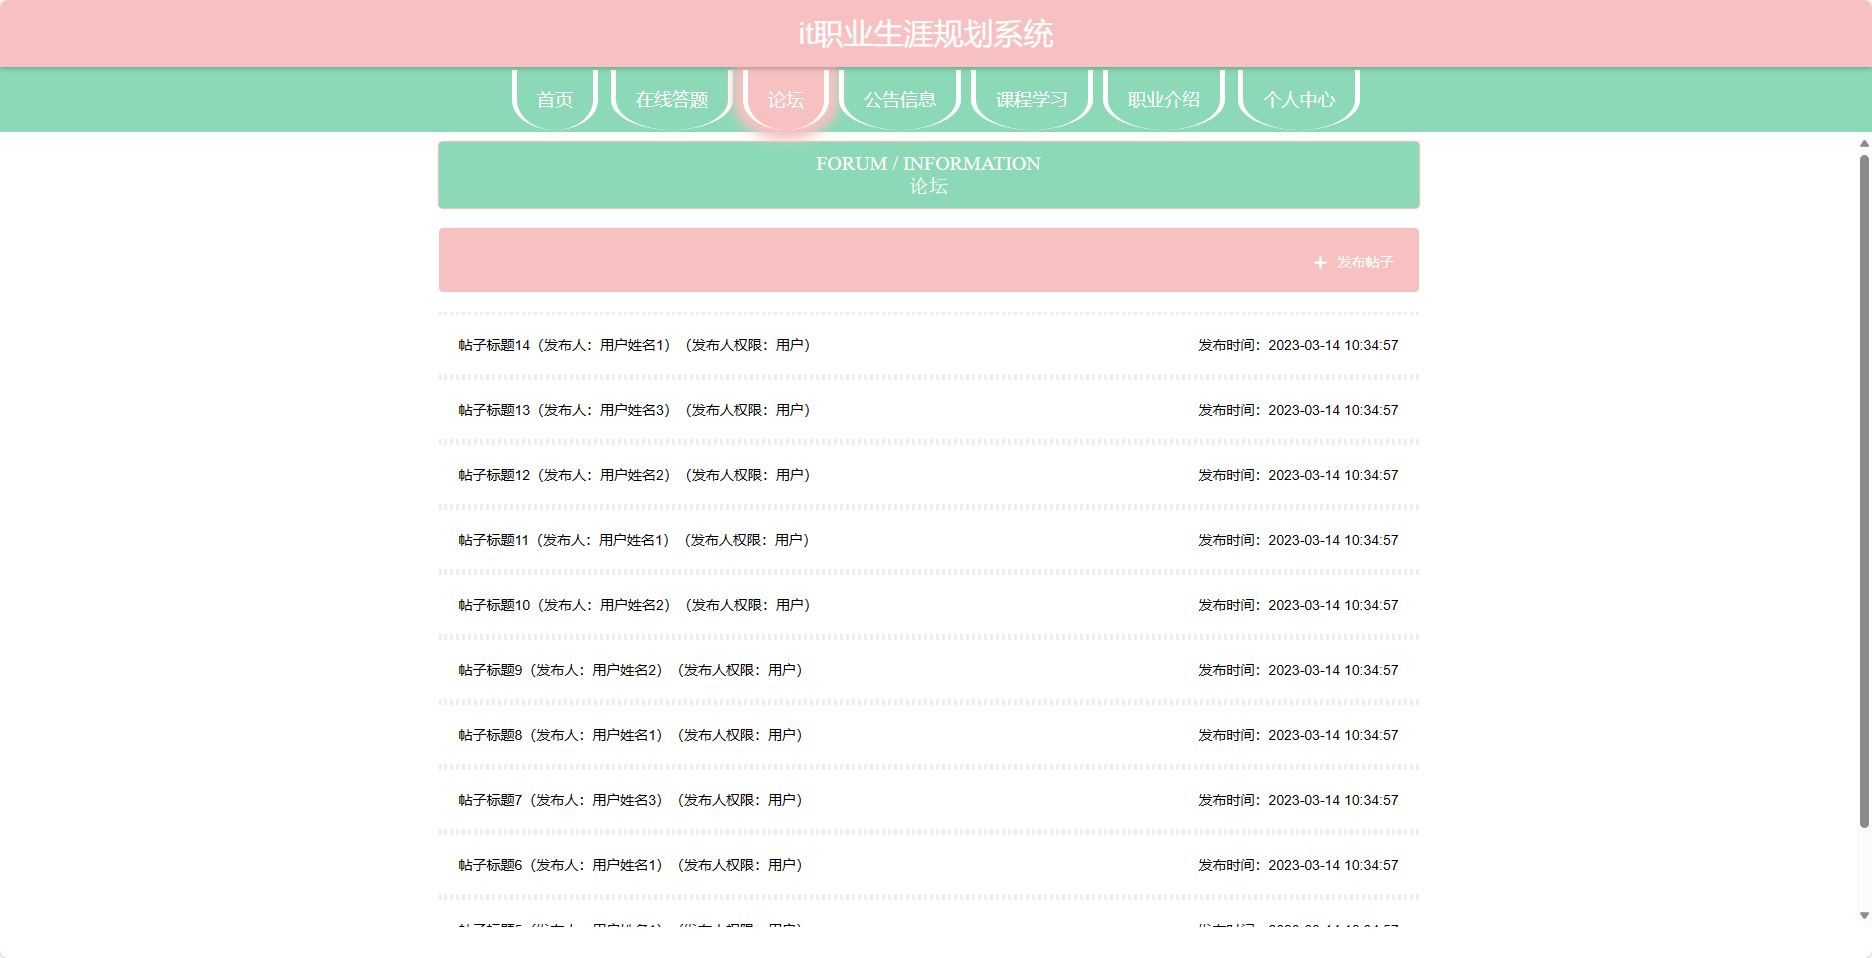 it职业生涯规划系统
首页 在线答题 论坛 公告信息 课程学习 职业介绍 个人中心
FORUM / INFORMATION
论坛
发布帖子
帖子标题14（发布人：用户姓名1）（发布人权限：用户） 发布时间：2023-03-14 10:34:57
帖子标题13（发布人：用户姓名3）（发布人权限：用户） 发布时间：2023-03-14 10:34:57
帖子标题12（发布人：用户姓名2）（发布人权限：用户） 发布时间：2023-03-14 10:34:57
帖子标题11（发布人：用户姓名1）（发布人权限：用户） 发布时间：2023-03-14 10:34:57
帖子标题10（发布人：用户姓名2）（发布人权限：用户） 发布时间：2023-03-14 10:34:57
帖子标题9（发布人：用户姓名2）（发布人权限：用户） 发布时间：2023-03-14 10:34:57
帖子标题8（发布人：用户姓名1）（发布人权限：用户） 发布时间：2023-03-14 10:34:57
帖子标题7（发布人：用户姓名3）（发布人权限：用户） 发布时间：2023-03-14 10:34:57
帖子标题6（发布人：用户姓名1）（发布人权限：用户） 发布时间：2023-03-14 10:34:57